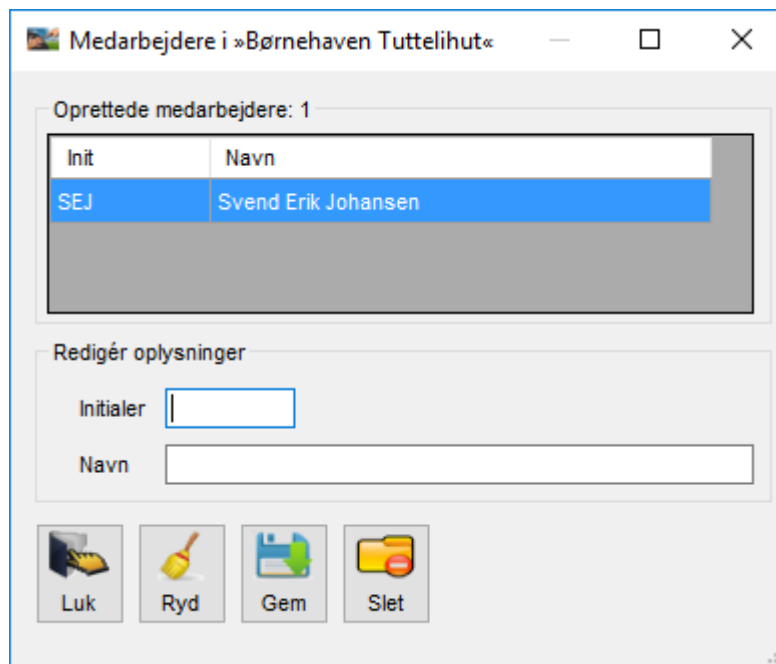 Medarbejdere i »Børnehaven Tuttelihut«
Oprettede medarbejdere: 1
Init Navn
SEJ Svend Erik Johansen
Redigér oplysninger
Initialer
Navn
Luk Ryd Gem Slet